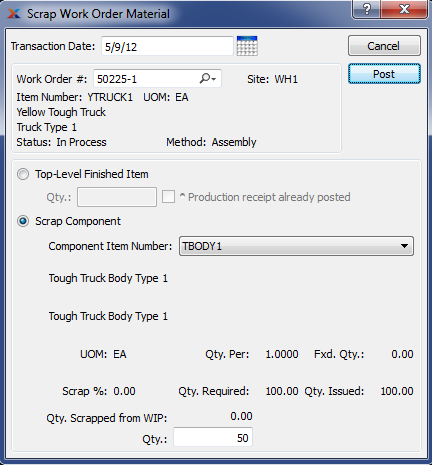 Scrap Work Order Material
Transaction Date: 5/9/12
Cancel
Work Order #: 50225-1 Site: WH1
Post
Item Number: YTRUCK1 UOM: EA
Yellow Tough Truck
Truck Type 1
Status: In Process Method: Assembly
Top-Level Finished Item
Qty.: ^ Production receipt already posted
Scrap Component
Component Item Number: TBODY1
Tough Truck Body Type 1
Tough Truck Body Type 1
UOM: EA Qty. Per: 1.0000 Fxd. Qty.: 0.00
Scrap %: 0.00 Qty. Required: 100.00 Qty. Issued: 100.00
Qty. Scrapped from WIP: 0.00
Qty.: 50